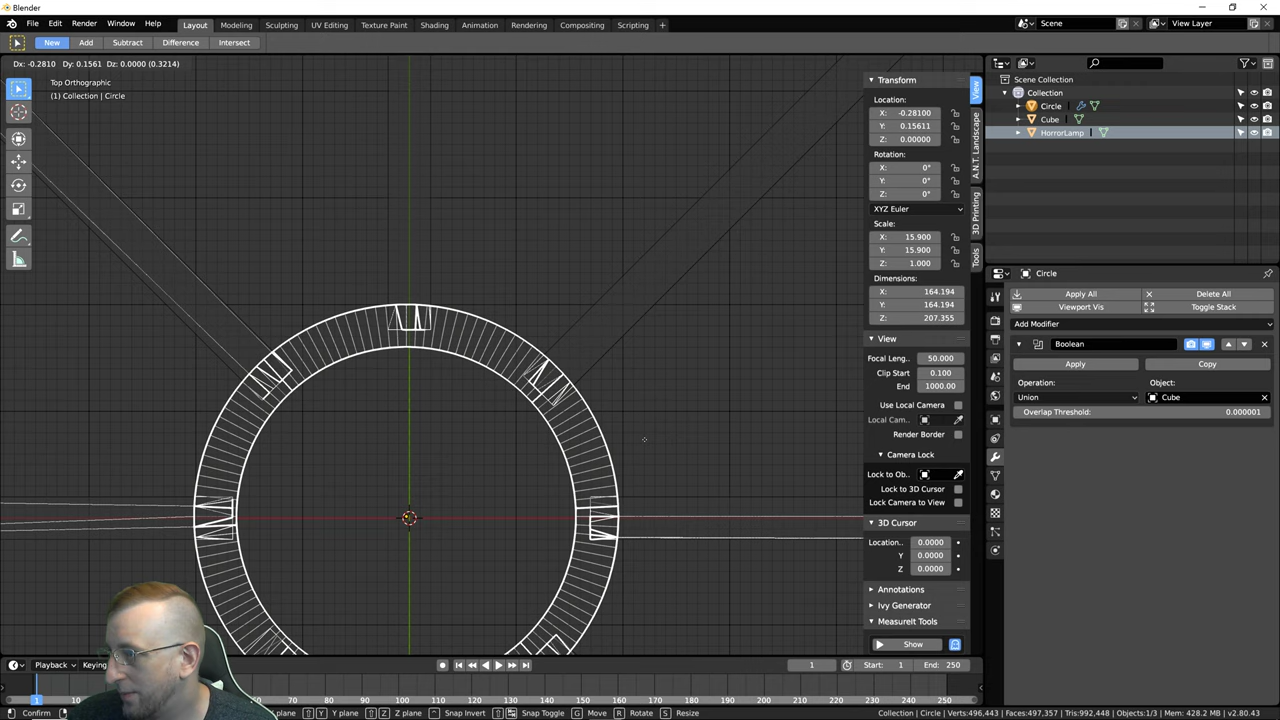 Blender
File Edit Render Window Help
Layout Modeling Sculpting UV Editing Texture Paint Shading Animation Rendering Compositing Scripting +
Scene
View Layer
New Add Subtract Difference Intersect
Dx: -0.2810 Dy: 0.1561 Dz: 0.0000 (0.3214)
Top Orthographic
(1) Collection | Circle
Transform
Location:
X: -0.28100
Y: 0.15611
Z: 0.00000
Rotation:
X: 0°
Y: 0°
Z: 0°
XYZ Euler
Scale:
X: 15.900
Y: 15.900
Z: 1.000
Dimensions:
X: 164.194
Y: 164.194
Z: 207.355
View
Focal Leng.. 50.000
Clip Start 0.100
End 1000.00
Use Local Camera
Local Cam..
Render Border
Camera Lock
Lock to Ob..
Lock to 3D Cursor
Lock Camera to View
3D Cursor
Location.. 0.0000
Y 0.0000
Z 0.0000
Annotations
Ivy Generator
MeasureIt Tools
Show
View
A.N.T. Landscape
3D Printing
Tools
Scene Collection
Collection
Circle
Cube
HorrorLamp
Circle
Apply All Delete All
Viewport Vis Toggle Stack
Add Modifier
Boolean
Apply Copy
Operation: Object:
Union Cube
Overlap Threshold: 0.000001
Playback Keying
1 Start: 1 End: 250
1 60 70 80 90 100 110 120 130 140 150 160 170 180 190 200 210 220 230 240 250
Confirm plane Y plane Z plane Snap Invert Snap Toggle G Move R Rotate S Resize
Collection | Circle | Verts:496,443 | Faces:497,357 | Tris:992,448 | Objects:1/3 | Mem: 428.2 MB | v2.80.43